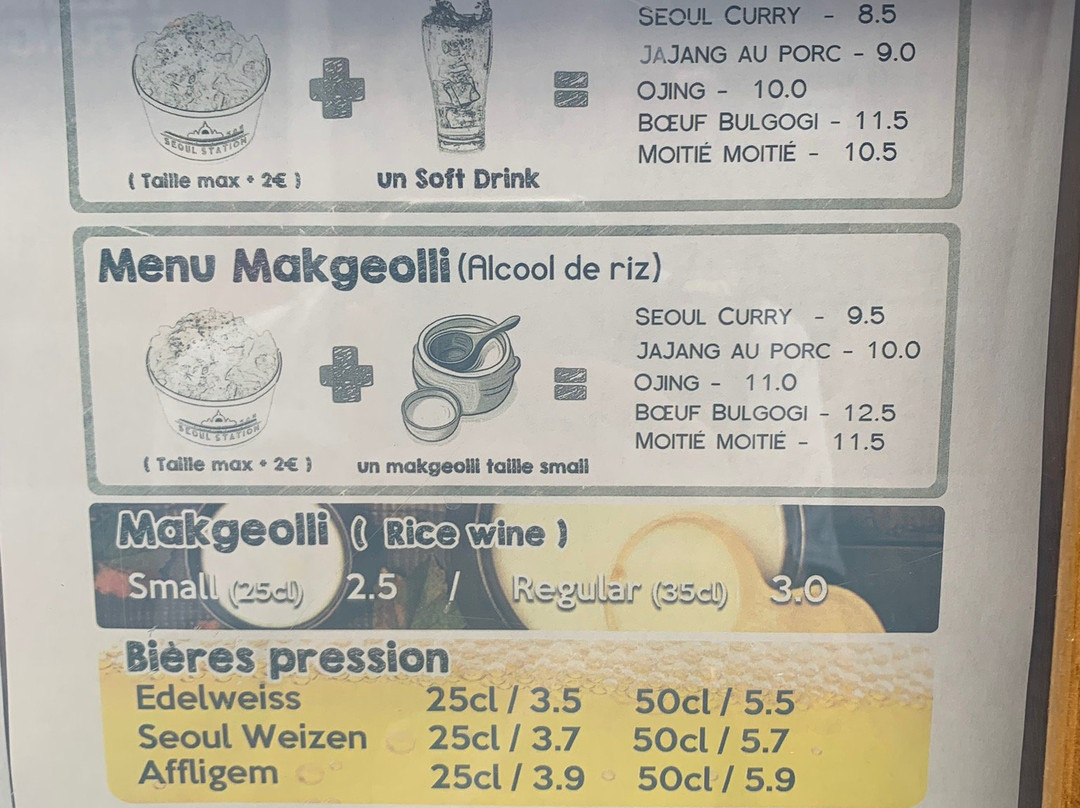 SEOUL CURRY - 8.5
JAJANG AU PORC - 9.0
OJING - 10.0
BŒUF BULGOGI - 11.5
MOITIÉ MOITIÉ - 10.5
SEOUL STATION
( Taille max + 2€ )
un Soft Drink
Menu Makgeolli (Alcool de riz)
SEOUL CURRY - 9.5
JAJANG AU PORC - 10.0
OJING - 11.0
BŒUF BULGOGI - 12.5
MOITIÉ MOITIÉ - 11.5
SEOUL STATION
( Taille max + 2€ )
un makgeolli taille small
Makgeolli ( Rice wine )
Small (25cl) 2.5 / Regular (35cl) 3.0
Bières pression
Edelweiss 25cl / 3.5 50cl / 5.5
Seoul Weizen 25cl / 3.7 50cl / 5.7
Affligem 25cl / 3.9 50cl / 5.9